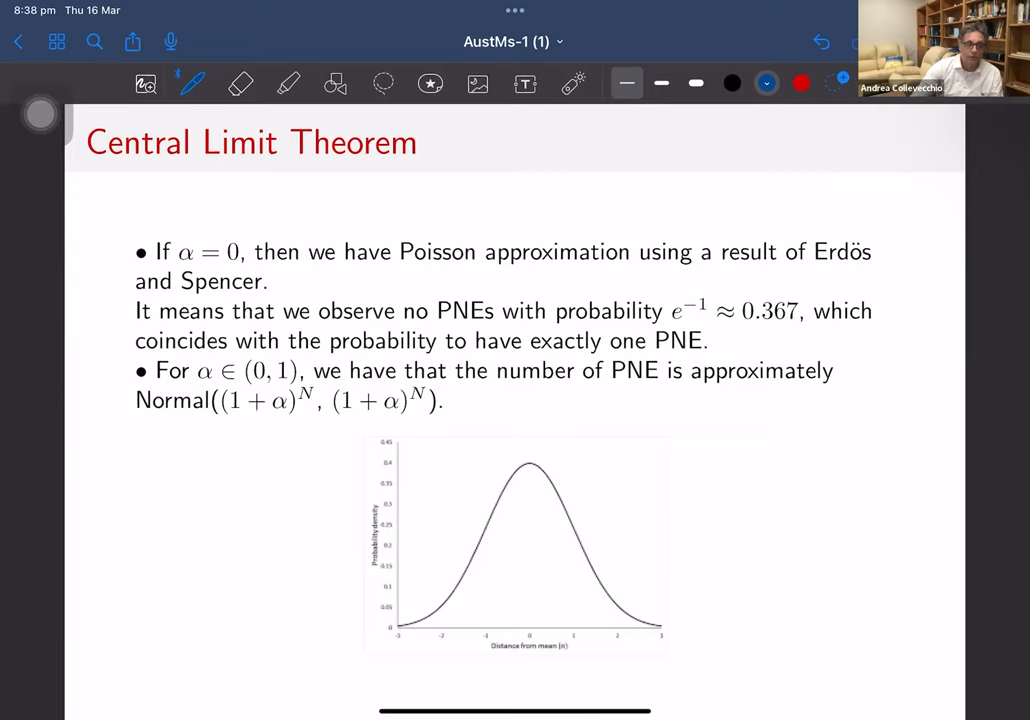 8:38 pm Thu 16 Mar
AustMs-1 (1)
T
Andrea Collevecchio
Central Limit Theorem
• If α = 0, then we have Poisson approximation using a result of Erdös
and Spencer.
It means that we observe no PNEs with probability e⁻¹ ≈ 0.367, which
coincides with the probability to have exactly one PNE.
• For α ∈ (0, 1), we have that the number of PNE is approximately
Normal((1 + α)ᴺ, (1 + α)ᴺ).
0.45
0.4
0.35
0.3
0.25
0.2
0.15
0.1
0.05
0
Probability density
-3 -2 -1 0 1 2 3
Distance from mean (σ)